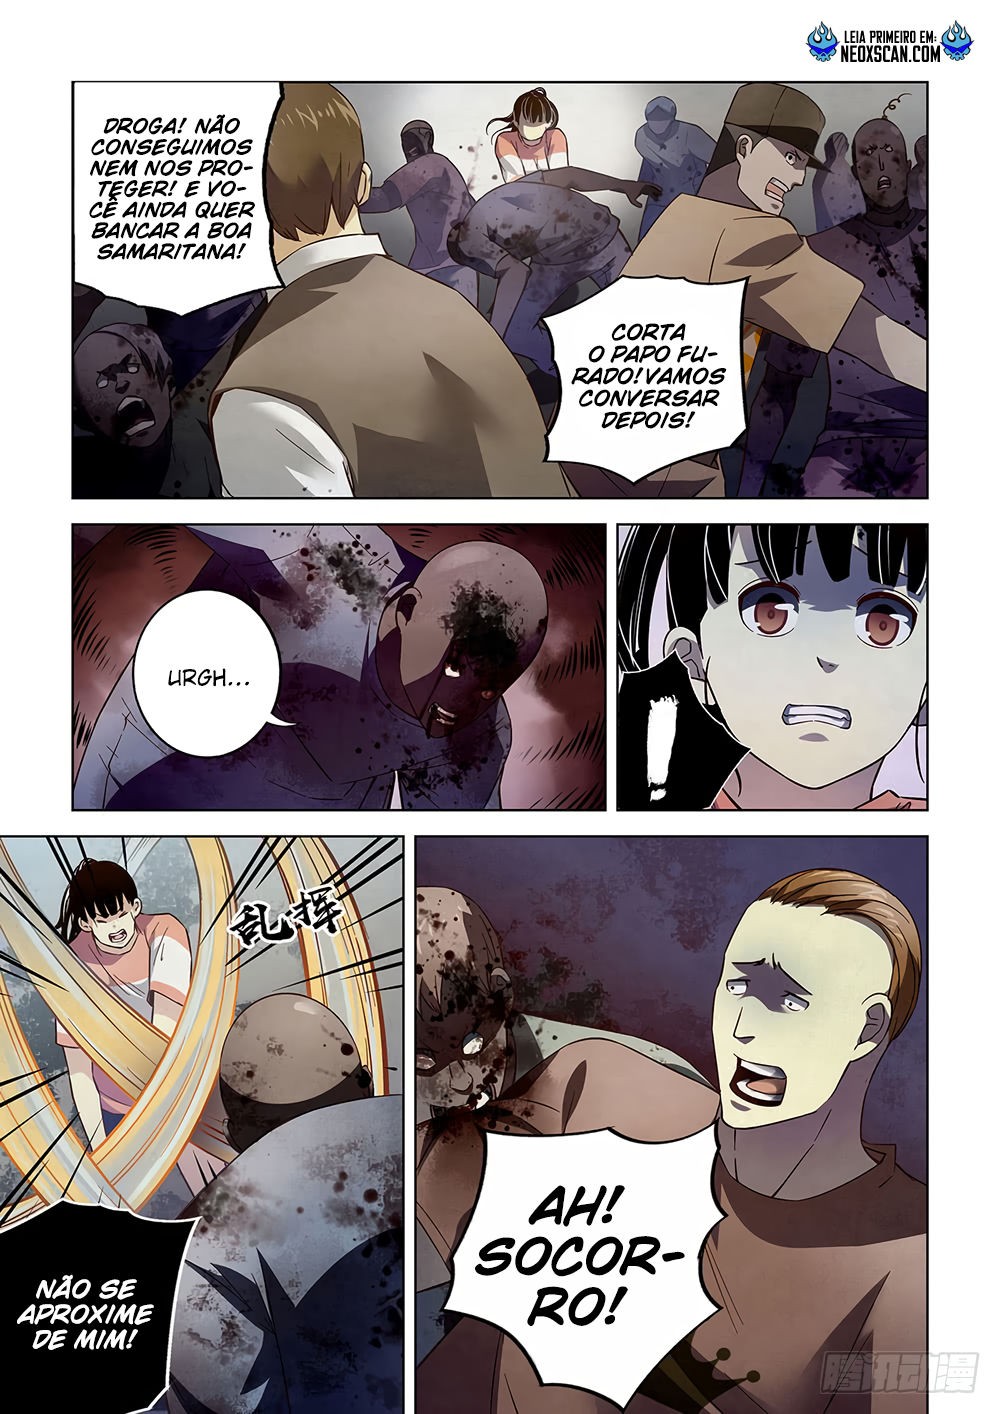 LEIA PRIMEIRO EM:
NEOXSCAN.COM
DROGA! NÃO
CONSEGUIMOS
NEM NOS PRO-
TEGER! E VO-
CÊ AINDA QUER
BANCAR A BOA
SAMARITANA!
CORTA
O PAPO FU-
RADO!VAMOS
CONVERSAR
DEPOIS!
URGH...
!
乱挥
NÃO SE
APROXIME
DE MIM!
AH!
SOCOR-
RO!
腾讯动漫